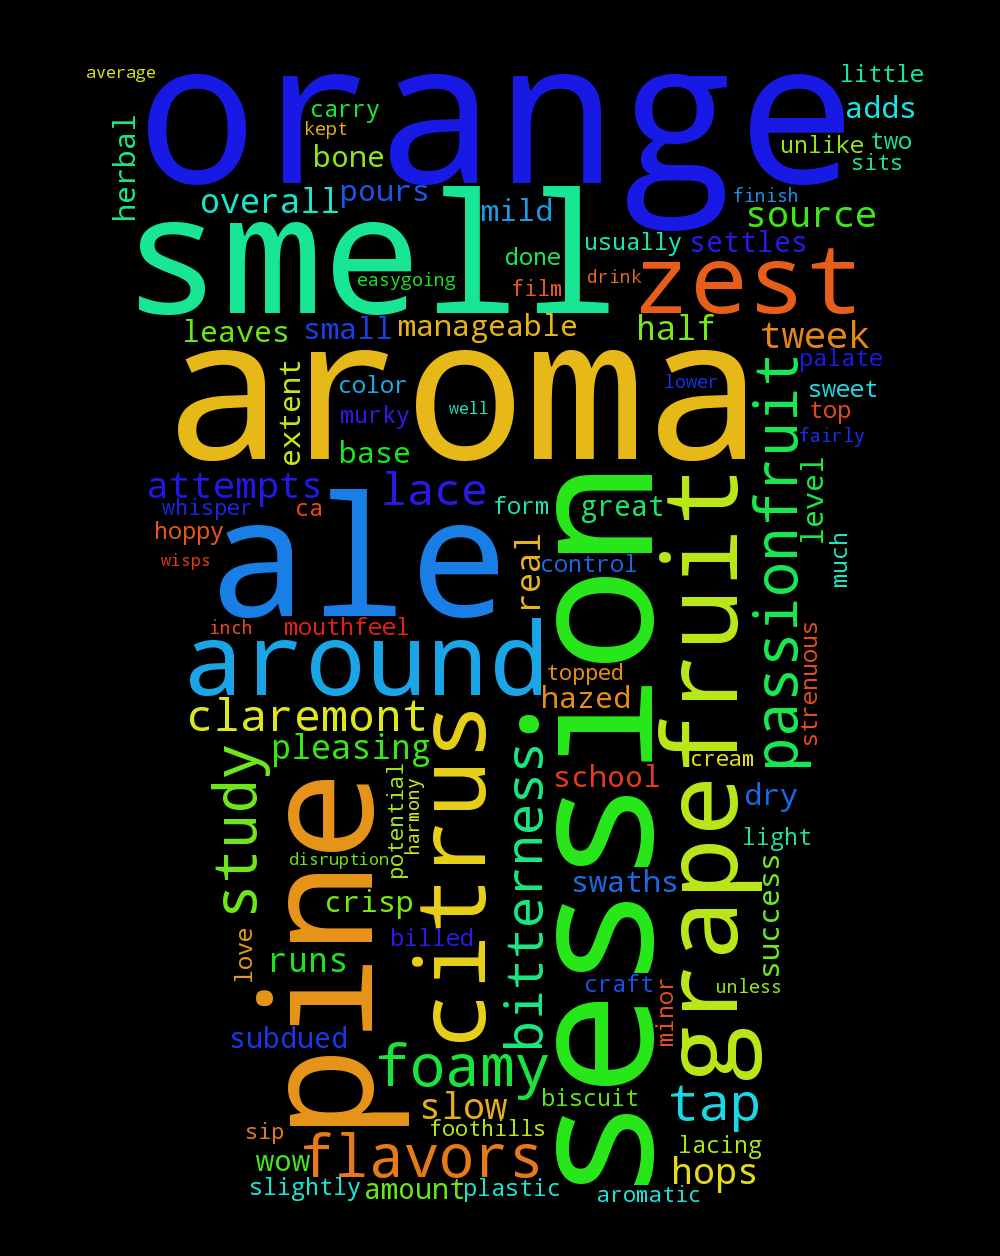 average
orange
little
carry
adds
kept
herbal
bone
unlike
two
sits
overall
pours
mild
finish
source
smell
usually
settles
done
zest
easygoing
film
drink
leaves
small
manageable
half
tweek
aroma
extent
color
lower
palate
sweet
murky
well
top
fairly
base
passionfruit
attempts
lace
level
whisper
ca
form
great
hoppy
ale
session
grapefruit
wisps
real
control
much
inch
mouthfeel
around
topped
hazed
strenuous
claremont
citrus
pleasing
bitterness
cream
study
pine
potential
harmony
school
dry
disruption
light
crisp
swaths
success
love
billed
runs
craft
minor
unless
subdued
foamy
slow
biscuit
tap
sip
foothills
wow
flavors
lacing
hops
slightly
amount
plastic
aromatic